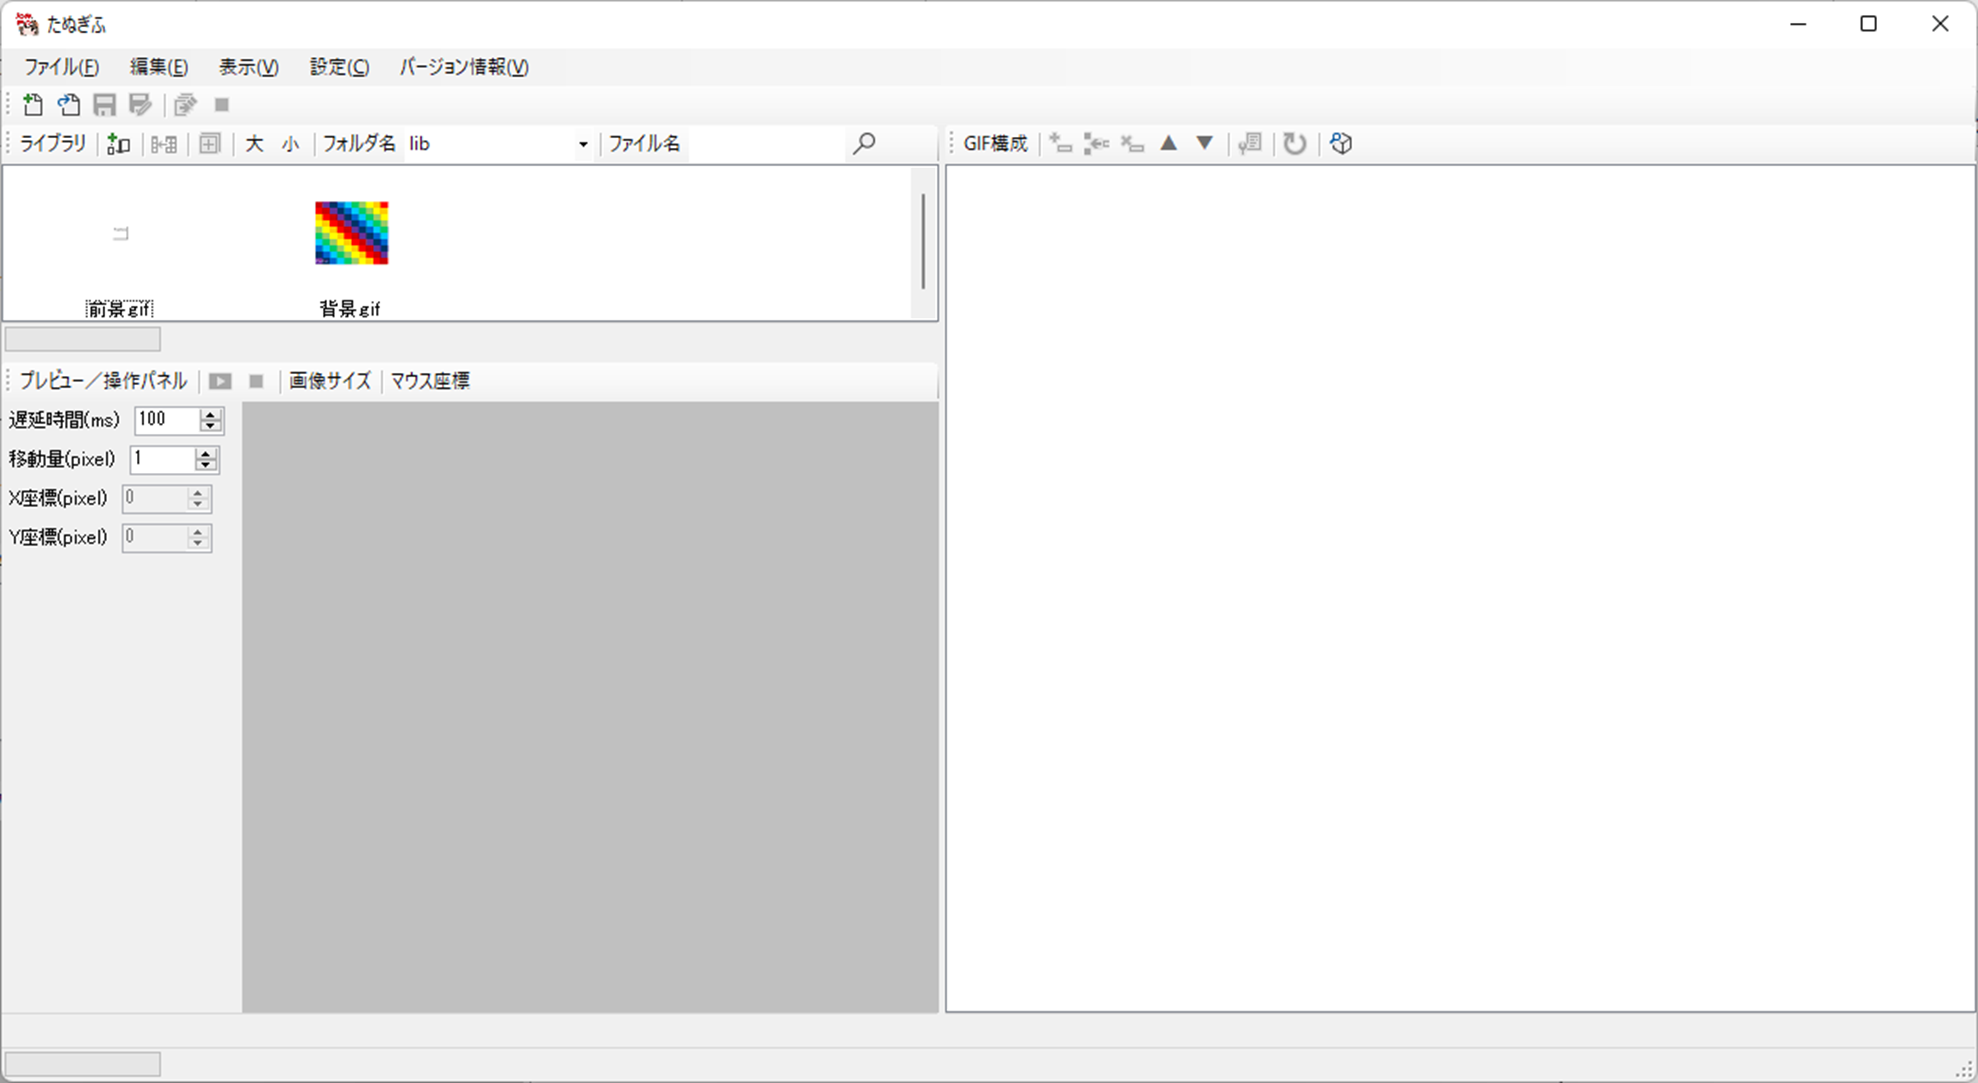 たぬぎふ
ファイル(F) 編集(E) 表示(V) 設定(C) バージョン情報(V)
ライブラリ 大 小 フォルダ名 lib ファイル名
前景.gif 背景.gif
プレビュー／操作パネル 画像サイズ マウス座標
遅延時間(ms) 100
移動量(pixel) 1
X座標(pixel) 0
Y座標(pixel) 0
GIF構成